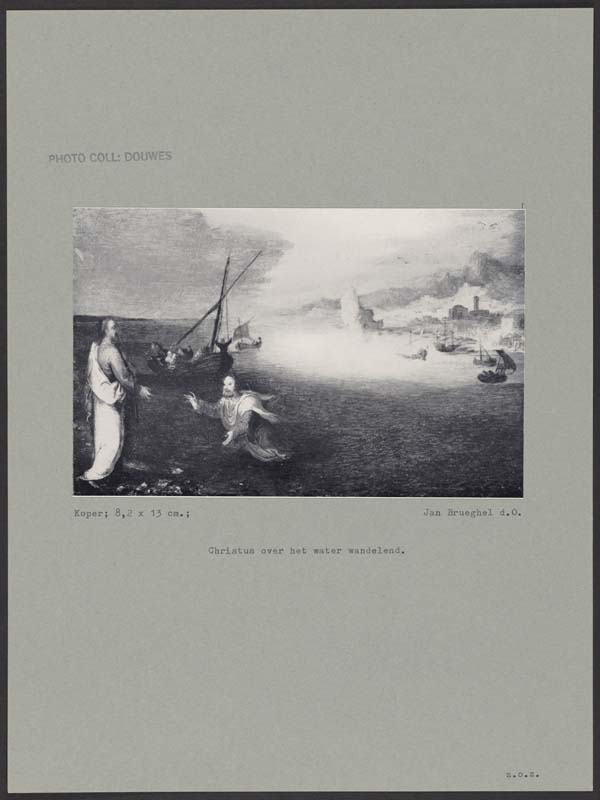 PHOTO COLL: DOUWES
Koper; 8,2 x 13 cm.; Jan Brueghel d.O.
Christus over het water wandelend.
z.o.z.